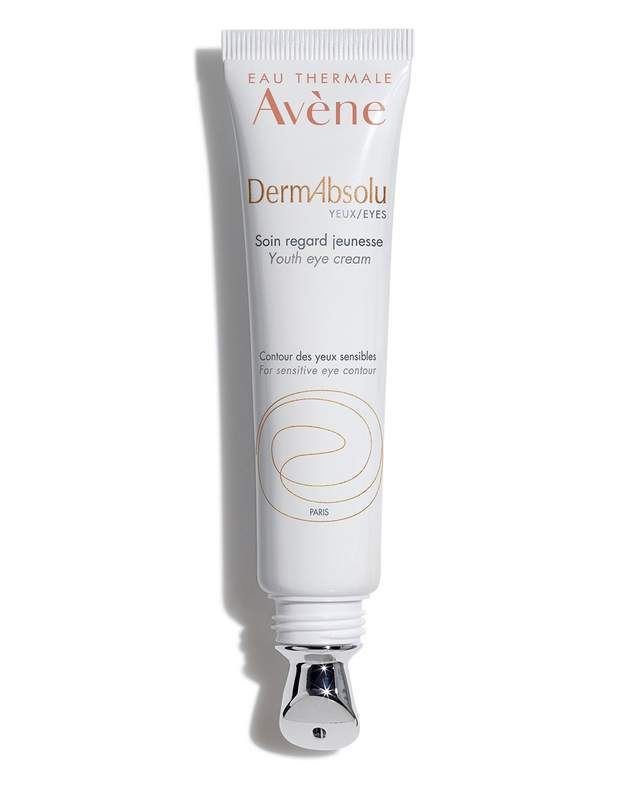 EAU THERMALE
Avène
DermAbsolu
YEUX/EYES
Soin regard jeunesse
Youth eye cream
Contour des yeux sensibles
For sensitive eye contour
PARIS